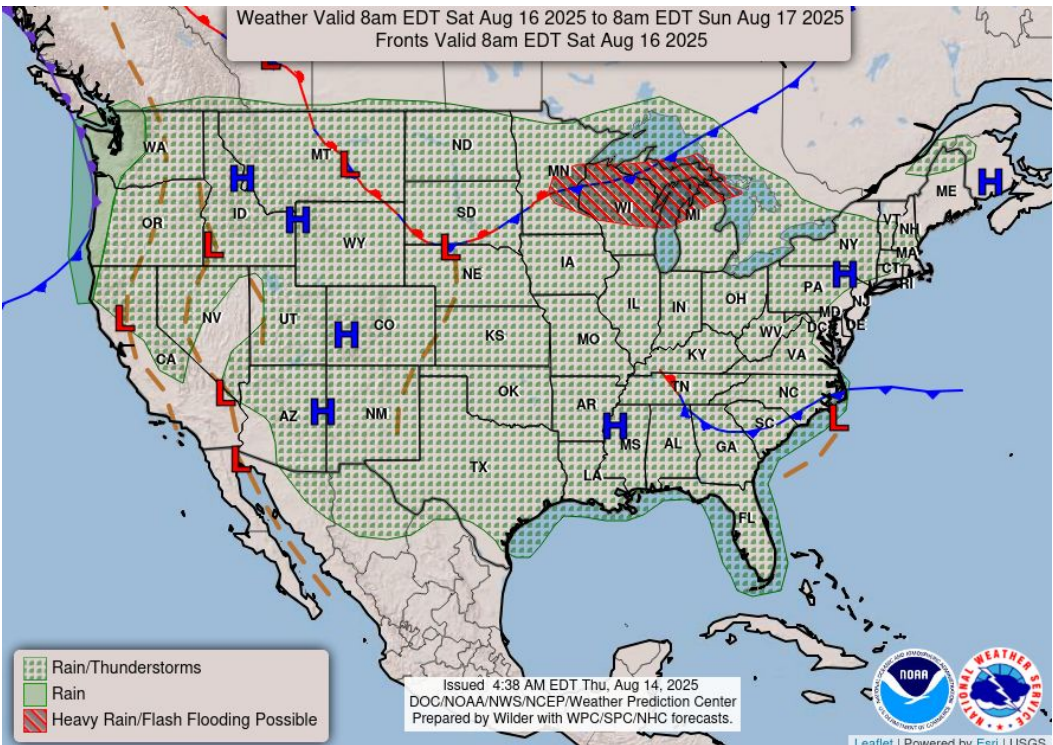 Weather Valid 8am EDT Sat Aug 16 2025 to 8am EDT Sun Aug 17 2025
Fronts Valid 8am EDT Sat Aug 16 2025
L
WA
MT
L
ND
MN
H
ID
H
OR
L
WY
SD
L
NE
WI
MI
ME
H
VT
NH
NY
MA
CT
RI
H
PA
NJ
MD
DC
DE
IA
IL
IN
OH
WV
VA
L
NV
UT
H
CO
KS
MO
KY
CA
L
AZ
H
NM
OK
AR
TN
NC
SC
L
L
TX
LA
H
MS
AL
GA
FL
Rain/Thunderstorms
Rain
Heavy Rain/Flash Flooding Possible
Issued 4:38 AM EDT Thu, Aug 14, 2025
DOC/NOAA/NWS/NCEP/Weather Prediction Center
Prepared by Wilder with WPC/SPC/NHC forecasts.
NOAA
NATIONAL WEATHER SERVICE
Leaflet | Powered by Esri | USGS